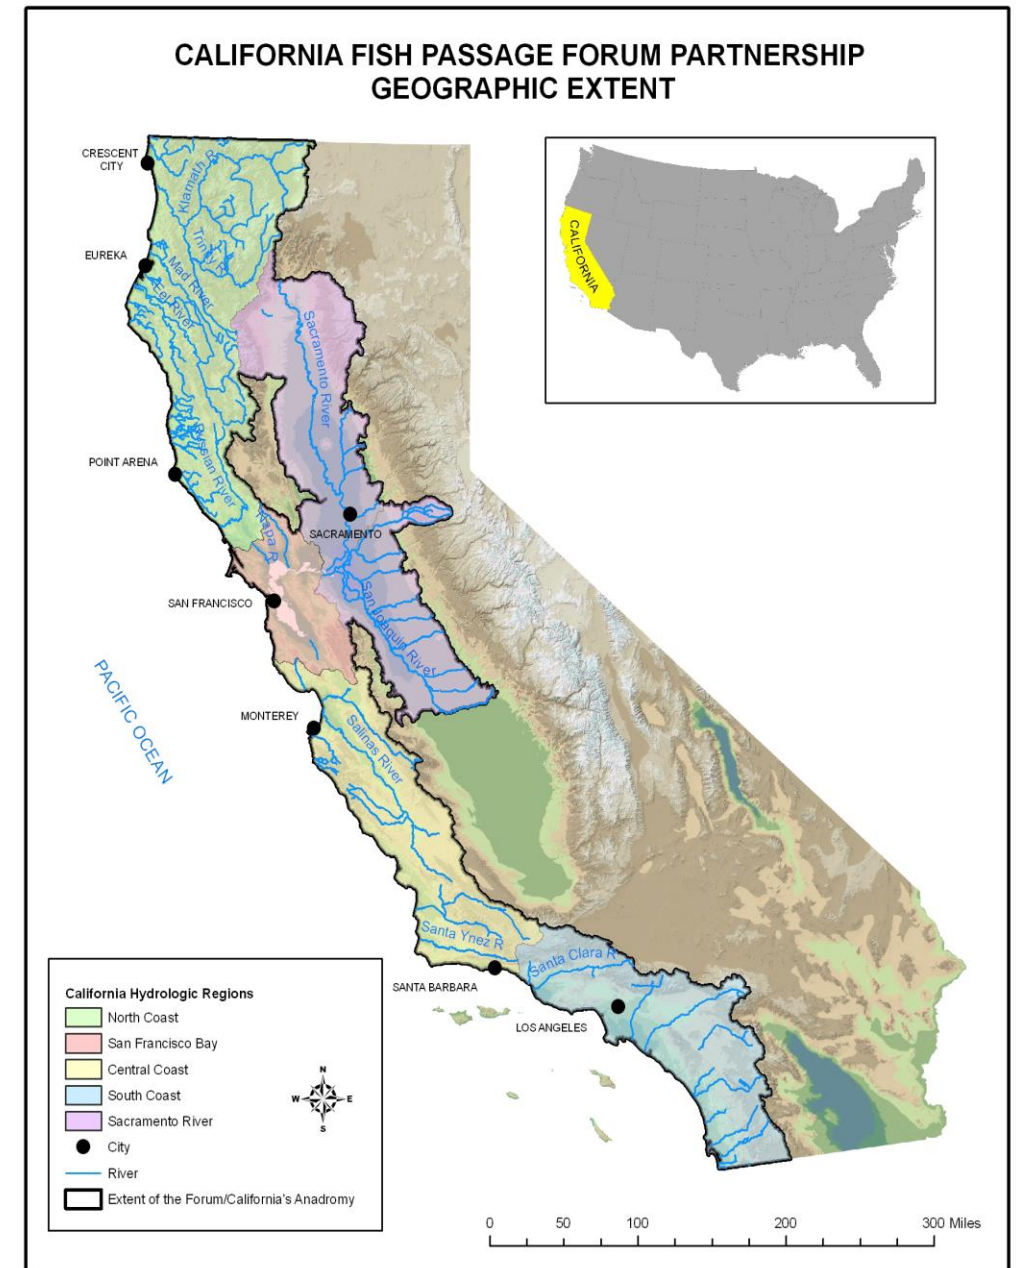 CALIFORNIA FISH PASSAGE FORUM PARTNERSHIP
GEOGRAPHIC EXTENT
CRESCENT
CITY
Klamath R
EUREKA
Trinity R
Mad River
Eel River
CALIFORNIA
Sacramento River
POINT ARENA
Russian River
Napa R
SACRAMENTO
SAN FRANCISCO
San Joaquin River
PACIFIC OCEAN
MONTEREY
Salinas River
Santa Ynez R
Santa Clara R
SANTA BARBARA
LOS ANGELES
California Hydrologic Regions
North Coast
San Francisco Bay
Central Coast
South Coast
Sacramento River
City
River
Extent of the Forum/California's Anadromy
N
W
E
S
0 50 100 200 300 Miles